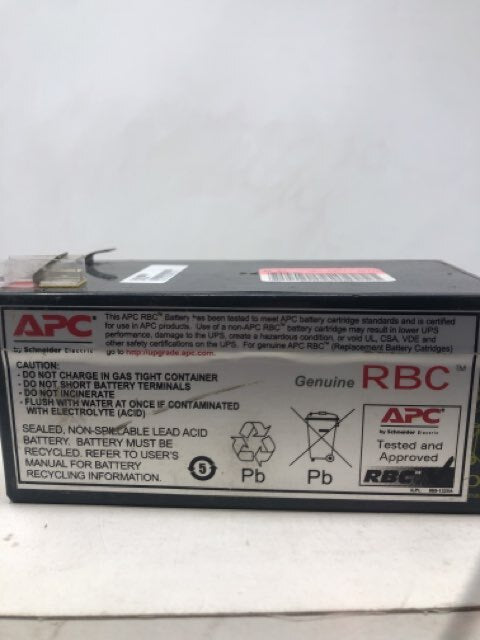 APC
by Schneider Electric
This APC RBC™ Battery has been tested to meet APC battery cartridge standards and is certified
for use in APC products. Use of a non-APC RBC™ battery may result in lower UPS
performance, damage to the UPS, create a hazardous condition, or void UL, CSA, VDE and
other safety certifications on the UPS. For genuine APC RBC™ (Replacement Battery Catridges)
go to http://upgrade.apc.com.
CAUTION:
- DO NOT CHARGE IN GAS TIGHT CONTAINER
- DO NOT SHORT BATTERY TERMINALS
- DO NOT INCINERATE
- FLUSH WITH WATER AT ONCE IF CONTAMINATED
WITH ELECTROLYTE (ACID)
SEALED, NON-SPILLABLE LEAD ACID
BATTERY. BATTERY MUST BE
RECYCLED. REFER TO USER'S
MANUAL FOR BATTERY
RECYCLING INFORMATION.
5
Pb
Pb
Genuine RBC™
APC
by Schneider Electric
Tested and
Approved
RBC™